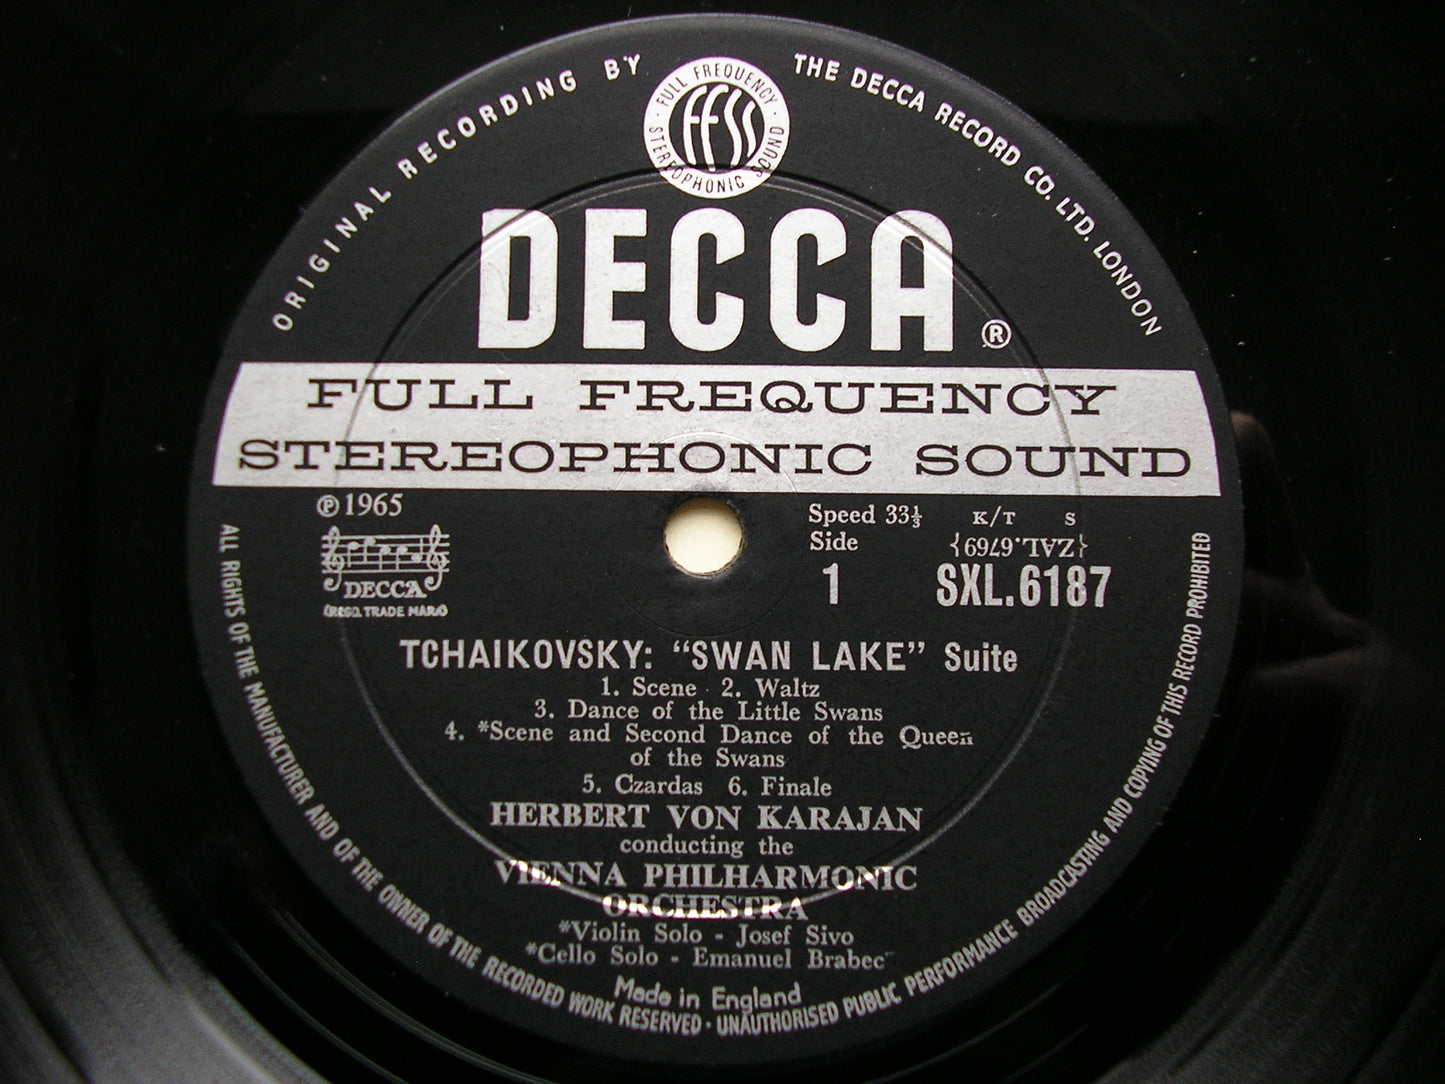 ORIGINAL RECORDING BY THE DECCA RECORD CO. LTD. LONDON
FULL FREQUENCY
FFSS
STEREOPHONIC SOUND
DECCA ®
FULL FREQUENCY
STEREOPHONIC SOUND
℗ 1965
DECCA
(REGD. TRADE MARK)
Speed 33⅓ K/T S
Side {ZAL.6769}
1 SXL.6187
TCHAIKOVSKY: “SWAN LAKE” Suite
1. Scene 2. Waltz
3. Dance of the Little Swans
4. *Scene and Second Dance of the Queen
of the Swans
5. Czardas 6. Finale
HERBERT VON KARAJAN
conducting the
VIENNA PHILHARMONIC
ORCHESTRA
*Violin Solo - Josef Sivo
*Cello Solo - Emanuel Brabec
Made in England
ALL RIGHTS OF THE MANUFACTURER AND OF THE OWNER OF THE RECORDED WORK RESERVED · UNAUTHORISED PUBLIC PERFORMANCE BROADCASTING AND COPYING OF THIS RECORD PROHIBITED